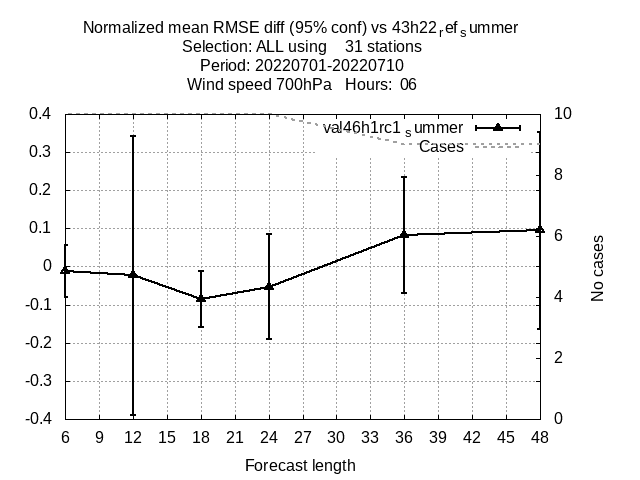 Normalized mean RMSE diff (95% conf) vs 43h22refsummer
Selection: ALL using 31 stations
Period: 20220701-20220710
Wind speed 700hPa Hours: 06
val46h1rc1summer
Cases
0.4
0.3
0.2
0.1
0
-0.1
-0.2
-0.3
-0.4
10
8
6
4
2
0
No cases
6 9 12 15 18 21 24 27 30 33 36 39 42 45 48
Forecast length